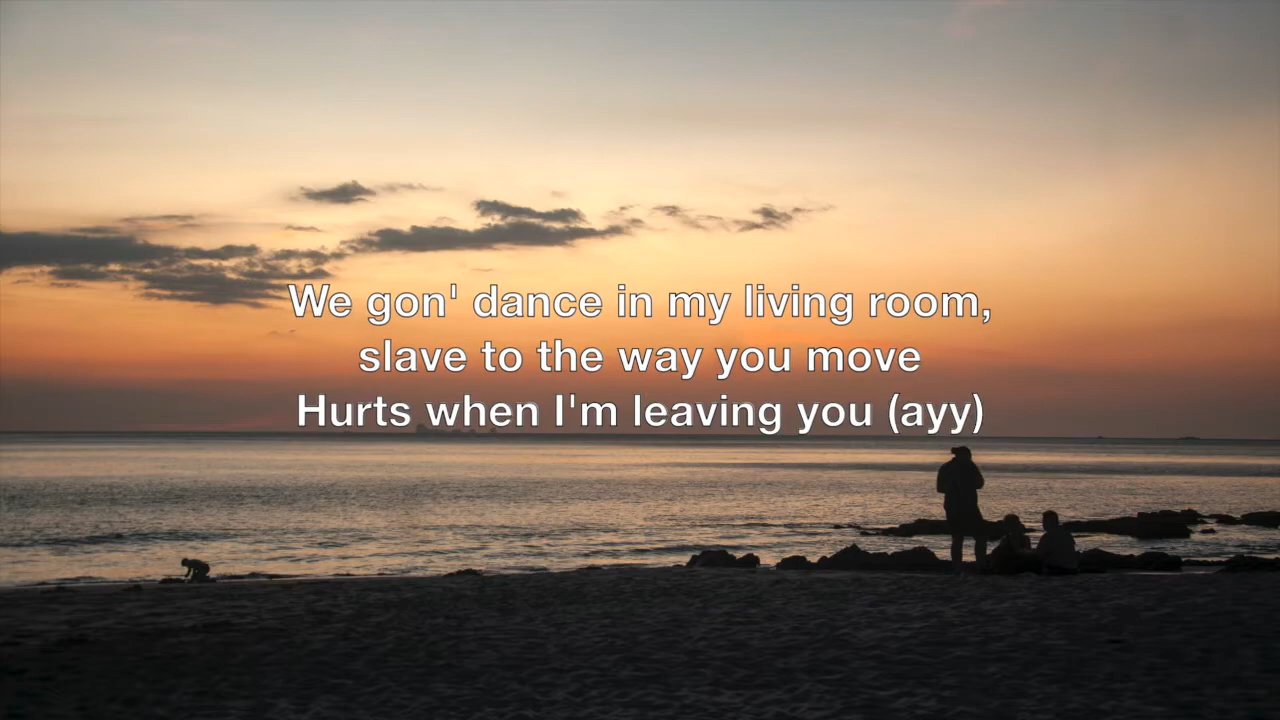 We gon' dance in my living room,
slave to the way you move
Hurts when I'm leaving you (ayy)